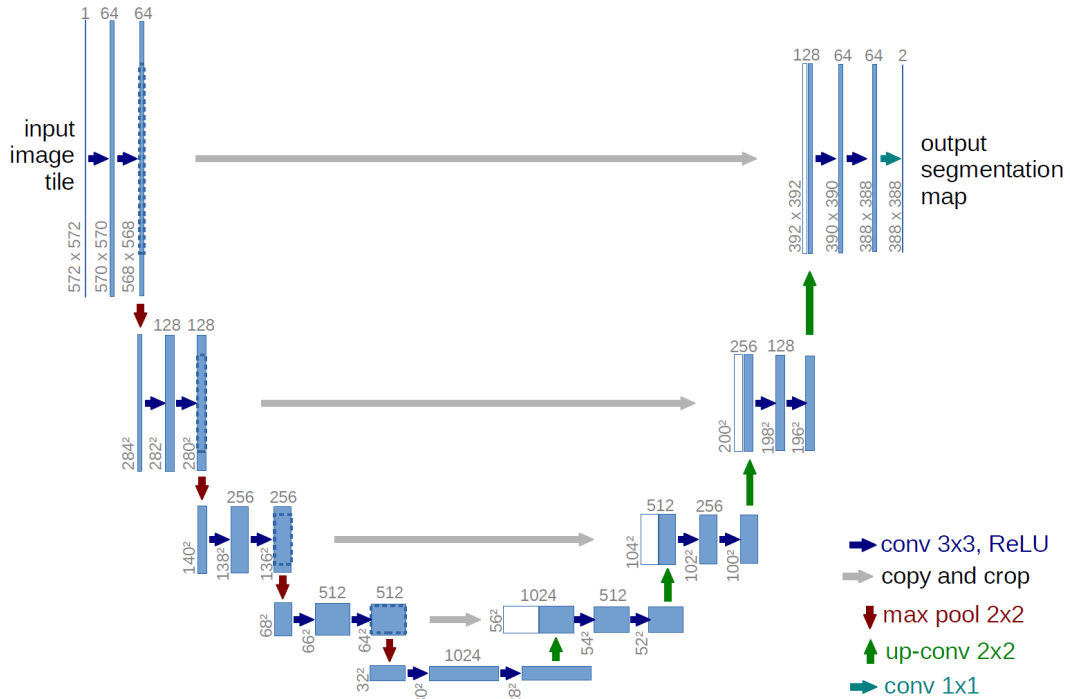 1 64 64
128 64 64 2
input
image
tile
output
segmentation
map
572 x 572
570 x 570
568 x 568
392 x 392
390 x 390
388 x 388
388 x 388
128 128
256 128
284²
282²
280²
200²
198²
196²
256 256
512 256
140²
138²
136²
104²
102²
100²
conv 3x3, ReLU
copy and crop
max pool 2x2
up-conv 2x2
conv 1x1
512 512
1024 512
68²
66²
64²
56²
54²
52²
1024
32²